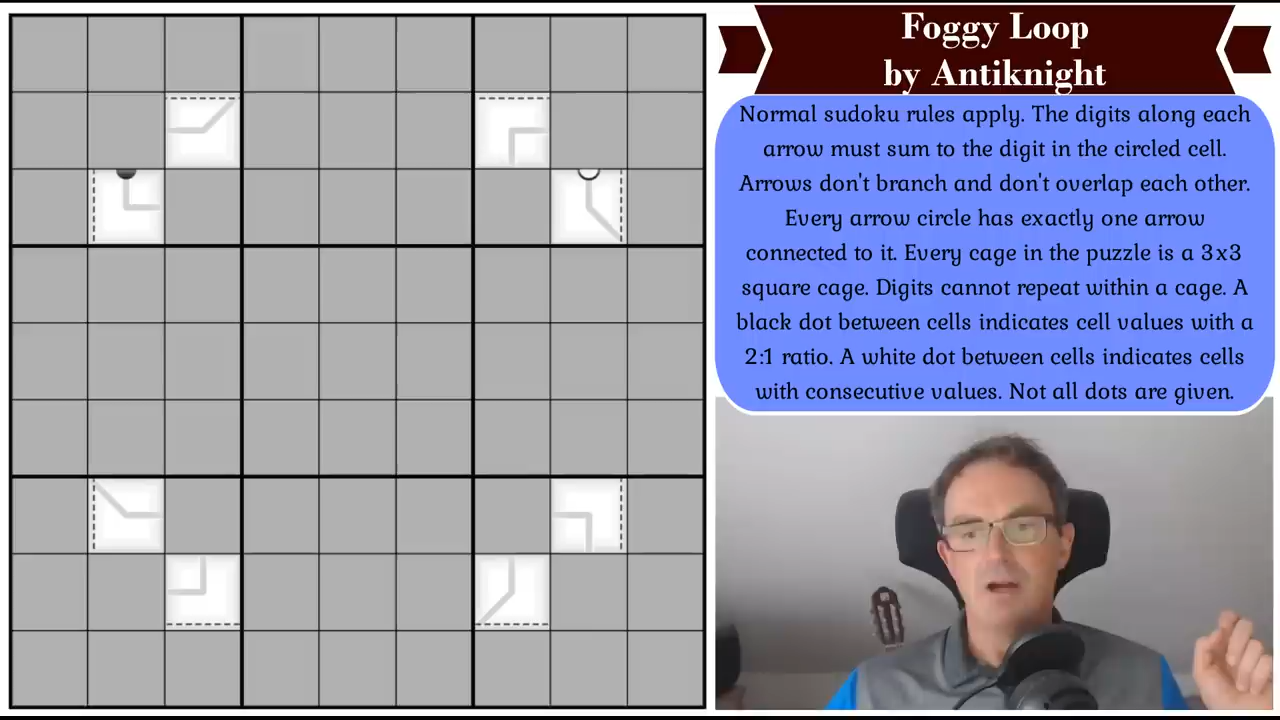 Foggy Loop
by Antiknight
Normal sudoku rules apply. The digits along each
arrow must sum to the digit in the circled cell.
Arrows don't branch and don't overlap each other.
Every arrow circle has exactly one arrow
connected to it. Every cage in the puzzle is a 3x3
square cage. Digits cannot repeat within a cage. A
black dot between cells indicates cell values with a
2:1 ratio. A white dot between cells indicates cells
with consecutive values. Not all dots are given.